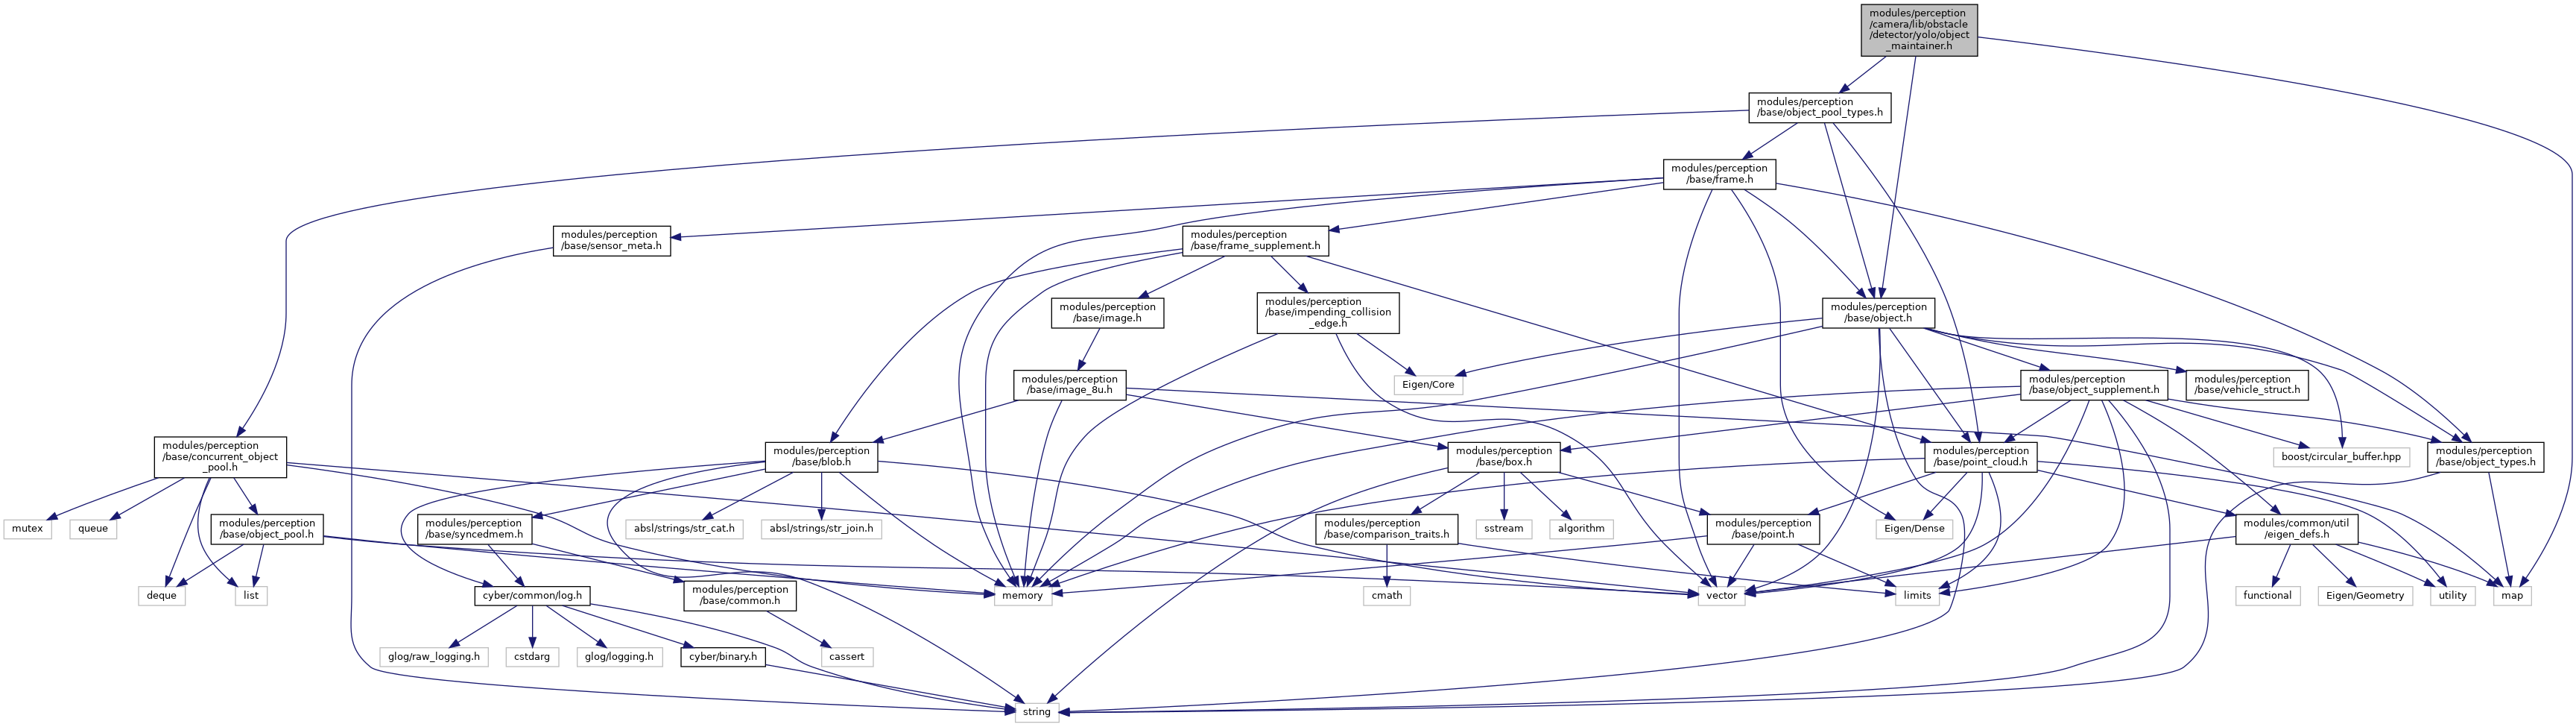 modules/perception
/camera/lib/obstacle
/detector/yolo/object
_maintainer.h
modules/perception
/base/object_pool_types.h
modules/perception
/base/frame.h
modules/perception
/base/sensor_meta.h
modules/perception
/base/frame_supplement.h
modules/perception
/base/image.h
modules/perception
/base/impending_collision
_edge.h
modules/perception
/base/object.h
modules/perception
/base/image_8u.h
Eigen/Core
modules/perception
/base/object_supplement.h
modules/perception
/base/vehicle_struct.h
modules/perception
/base/concurrent_object
_pool.h
modules/perception
/base/blob.h
modules/perception
/base/box.h
modules/perception
/base/point_cloud.h
boost/circular_buffer.hpp
modules/perception
/base/object_types.h
mutex
queue
modules/perception
/base/object_pool.h
modules/perception
/base/syncedmem.h
absl/strings/str_cat.h
absl/strings/str_join.h
modules/perception
/base/comparison_traits.h
sstream
algorithm
modules/perception
/base/point.h
Eigen/Dense
modules/common/util
/eigen_defs.h
deque
list
cyber/common/log.h
modules/perception
/base/common.h
memory
cmath
vector
limits
functional
Eigen/Geometry
utility
map
glog/raw_logging.h
cstdarg
glog/logging.h
cyber/binary.h
cassert
string